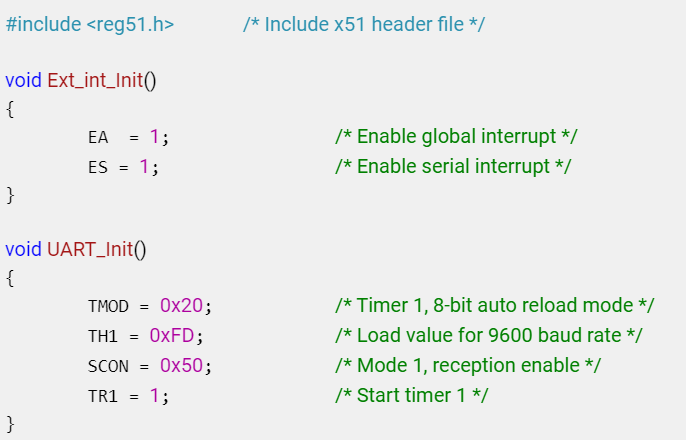 #include <reg51.h> /* Include x51 header file */
void Ext_int_Init()
{
EA = 1; /* Enable global interrupt */
ES = 1; /* Enable serial interrupt */
}
void UART_Init()
{
TMOD = 0x20; /* Timer 1, 8-bit auto reload mode */
TH1 = 0xFD; /* Load value for 9600 baud rate */
SCON = 0x50; /* Mode 1, reception enable */
TR1 = 1; /* Start timer 1 */
}